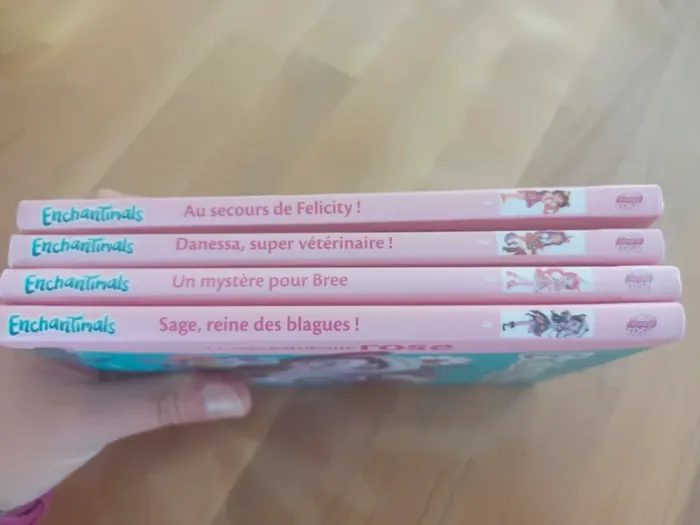 Enchantimals Au secours de Felicity !
Enchantimals Danessa, super vétérinaire !
Enchantimals Un mystère pour Bree
Enchantimals Sage, reine des blagues !
rose